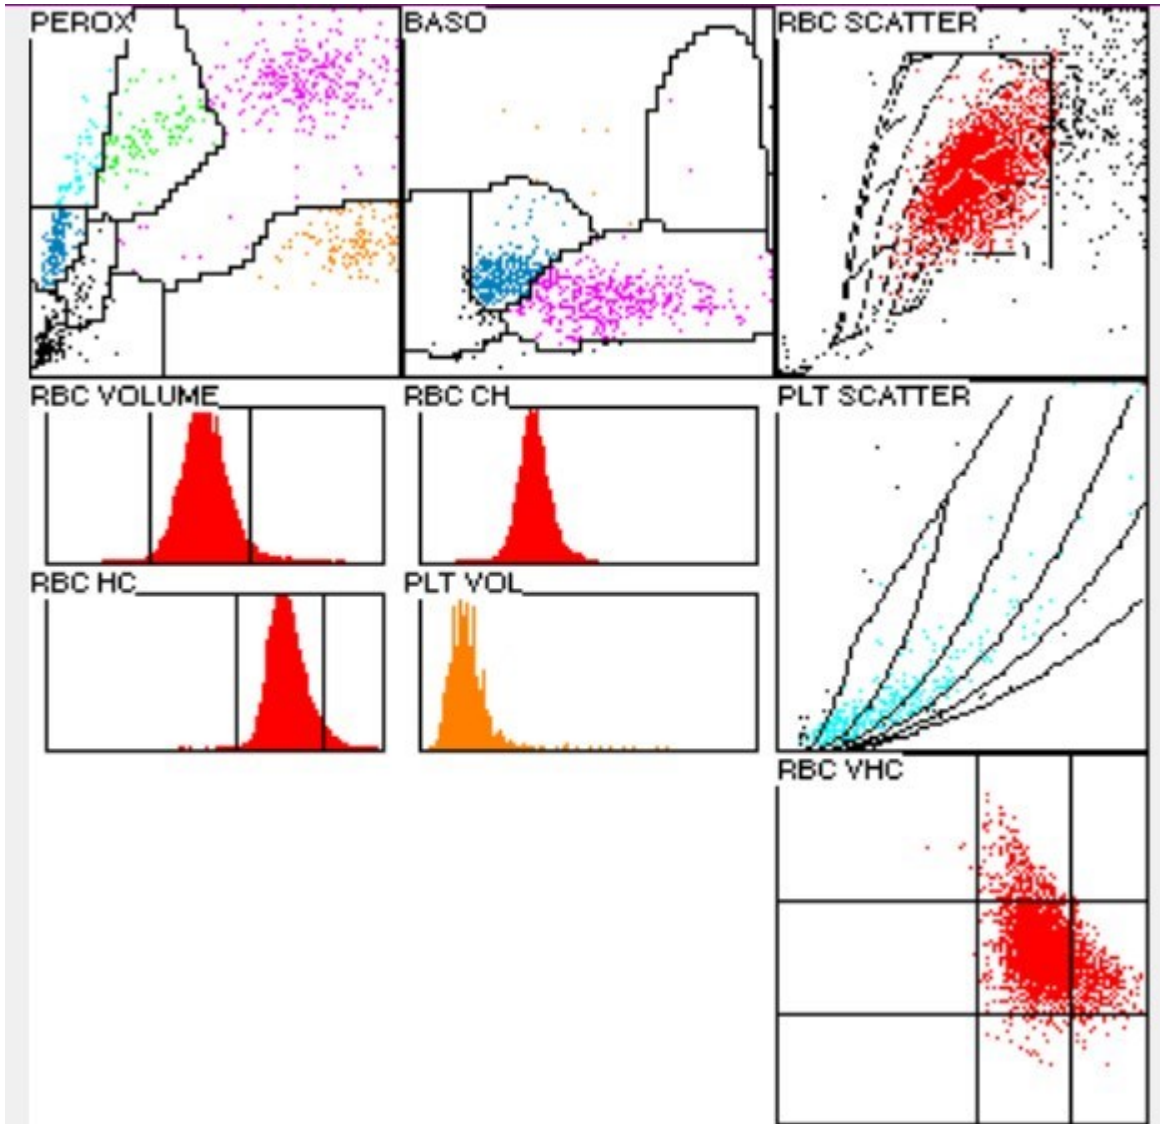 PEROX
BASO
RBC SCATTER
RBC VOLUME
RBC CH
PLT SCATTER
RBC HC
PLT VOL
RBC VHC